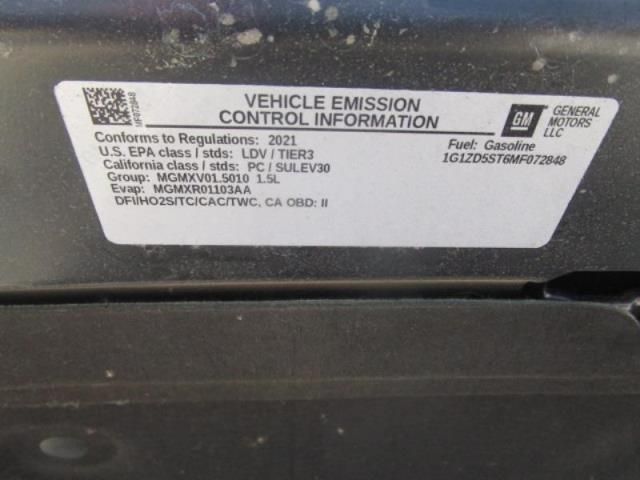 MF072848
VEHICLE EMISSION
CONTROL INFORMATION
GM
GENERAL
MOTORS
LLC
Conforms to Regulations: 2021
Fuel: Gasoline
U.S. EPA class / stds: LDV / TIER3
1G1ZD5ST6MF072848
California class / stds: PC / SULEV30
Group: MGMXV01.5010 1.5L
Evap: MGMXR01103AA
DFI/HO2S/TC/CAC/TWC, CA OBD: II